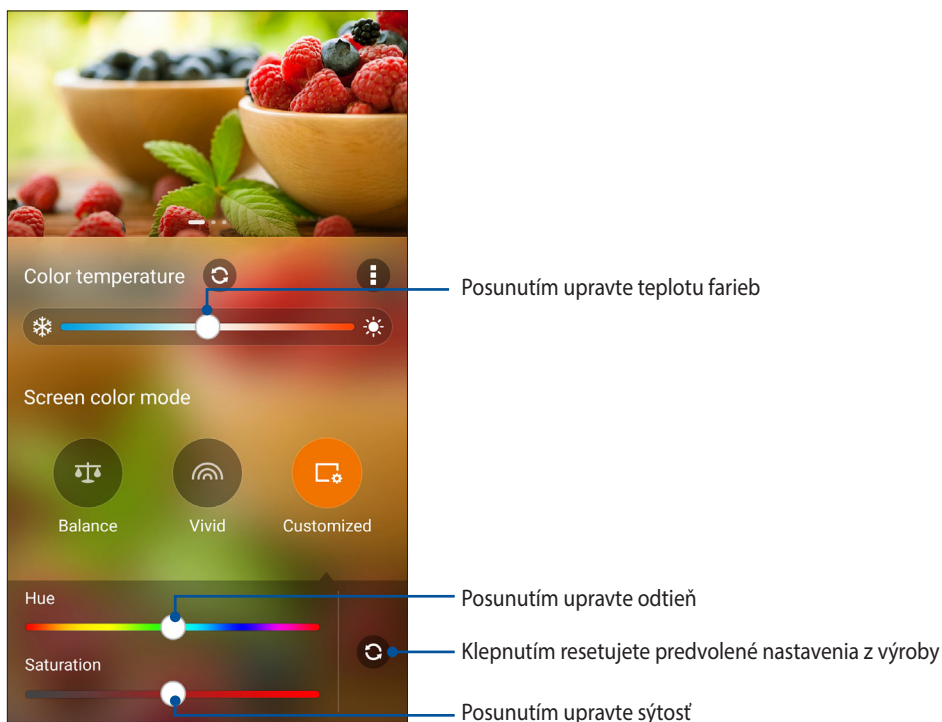 Color temperature
Posunutím upravte teplotu farieb
Screen color mode
Balance
Vivid
Customized
Hue
Posunutím upravte odtieň
Klepnutím resetujete predvolené nastavenia z výroby
Saturation
Posunutím upravte sýtosť